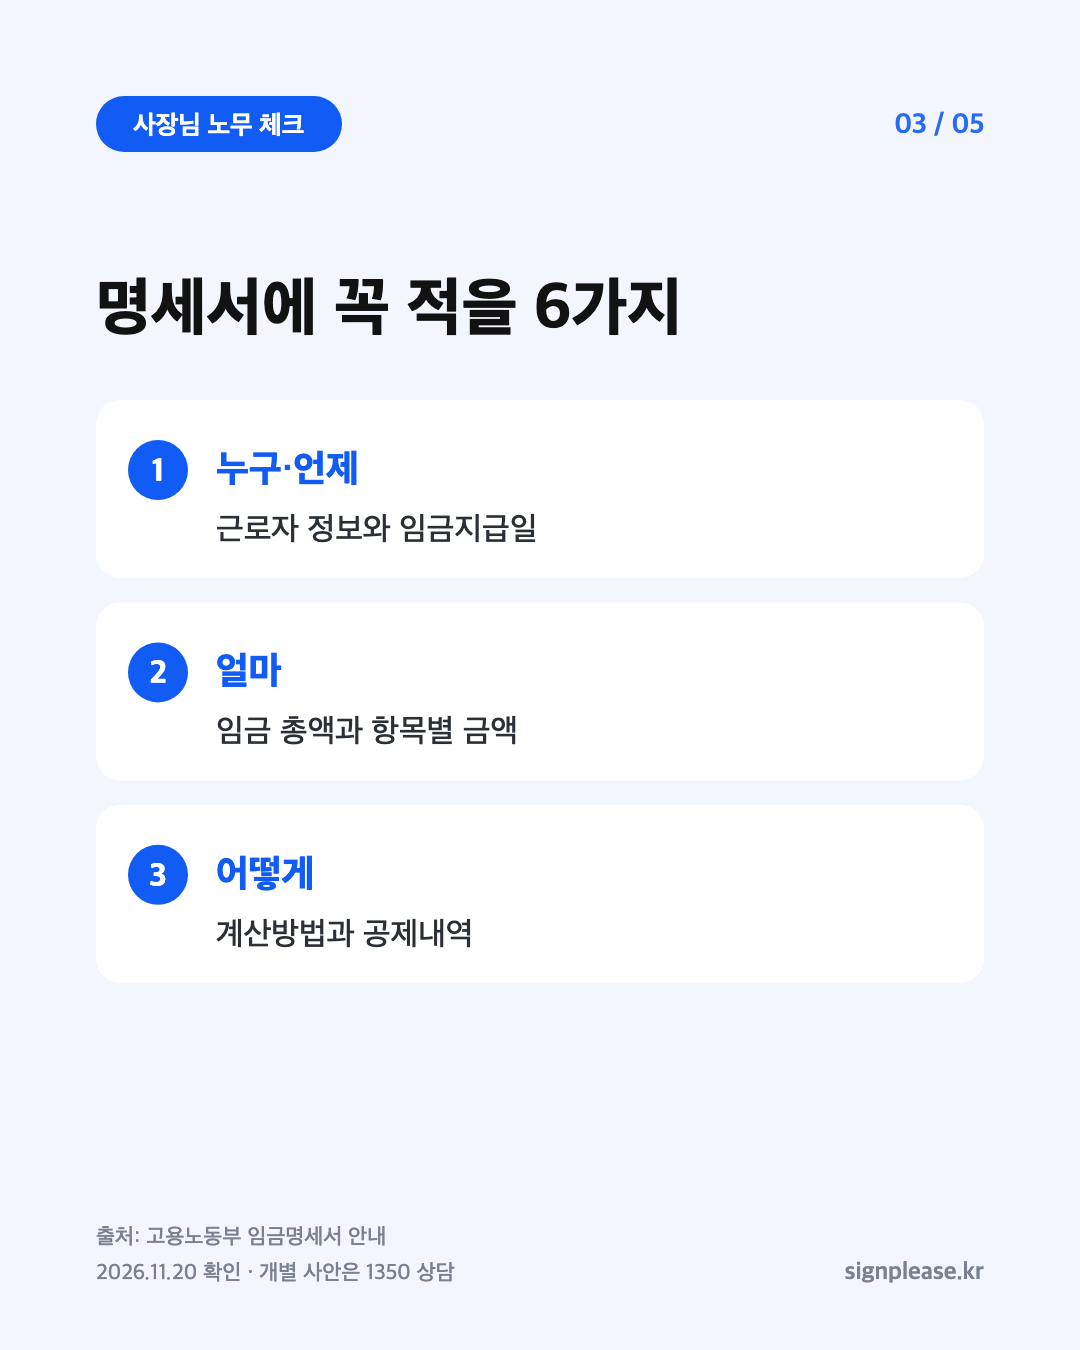 사장님 노무 체크
03 / 05
명세서에 꼭 적을 6가지
1
누구·언제
근로자 정보와 임금지급일
2
얼마
임금 총액과 항목별 금액
3
어떻게
계산방법과 공제내역
출처: 고용노동부 임금명세서 안내
2026.11.20 확인 · 개별 사안은 1350 상담
signplease.kr